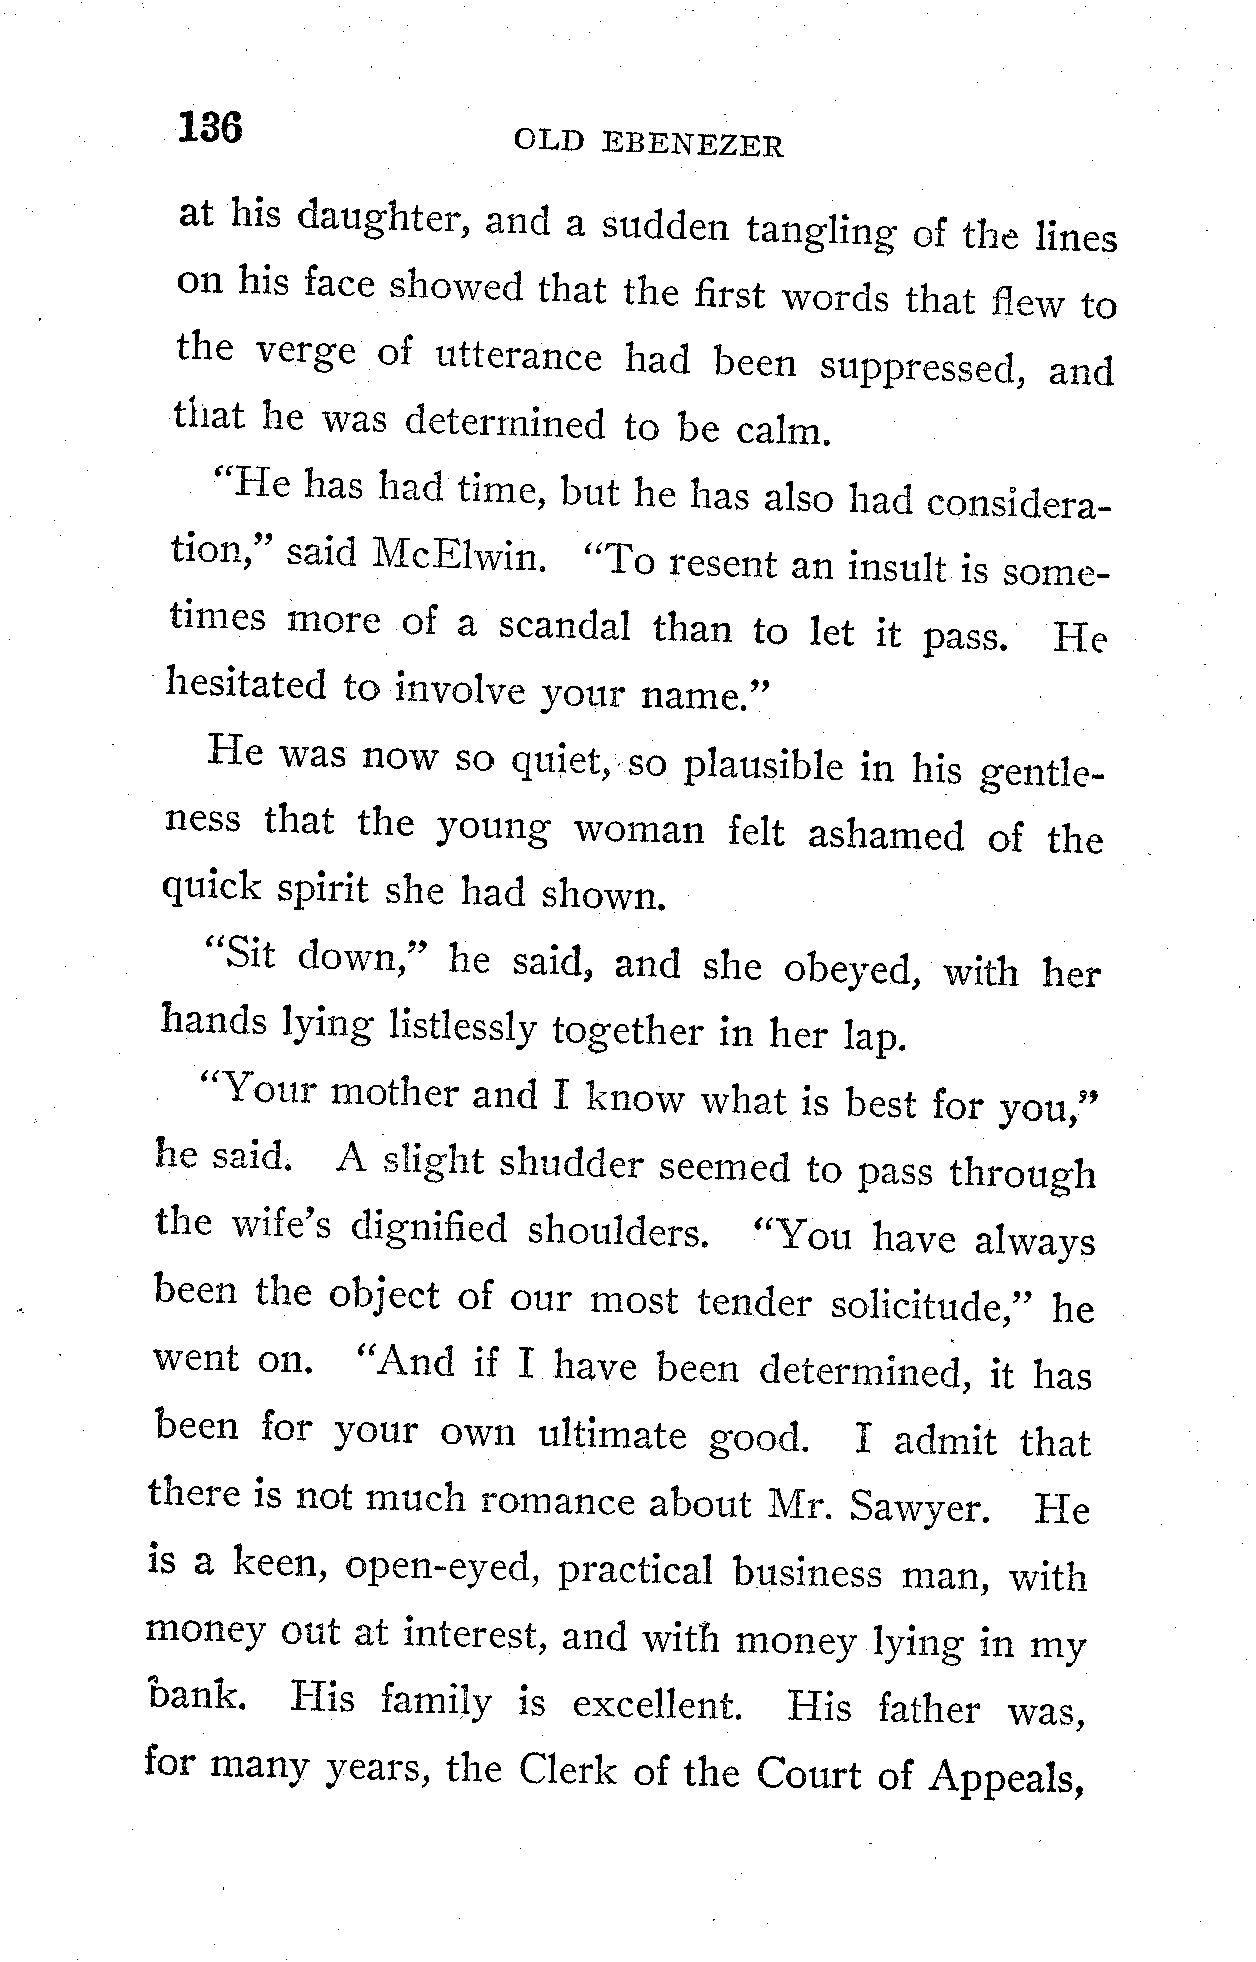 136
OLD EBENEZER
at his daughter, and a sudden tangling of the lines
on his face showed that the first words that flew to
the verge of utterance had been suppressed, and
that he was determined to be calm.
"He has had time, but he has also had considera-
tion," said McElwin. "To resent an insult is some-
times more of a scandal than to let it pass. He
hesitated to involve your name."
He was now so quiet, so plausible in his gentle-
ness that the young woman felt ashamed of the
quick spirit she had shown.
"Sit down," he said, and she obeyed, with her
hands lying listlessly together in her lap.
"Your mother and I know what is best for you,"
he said. A slight shudder seemed to pass through
the wife's dignified shoulders. "You have always
been the object of our most tender solicitude," he
went on. "And if I have been determined, it has
been for your own ultimate good. I admit that
there is not much romance about Mr. Sawyer. He
is a keen, open-eyed, practical business man, with
money out at interest, and with money lying in my
bank. His family is excellent. His father was,
for many years, the Clerk of the Court of Appeals,